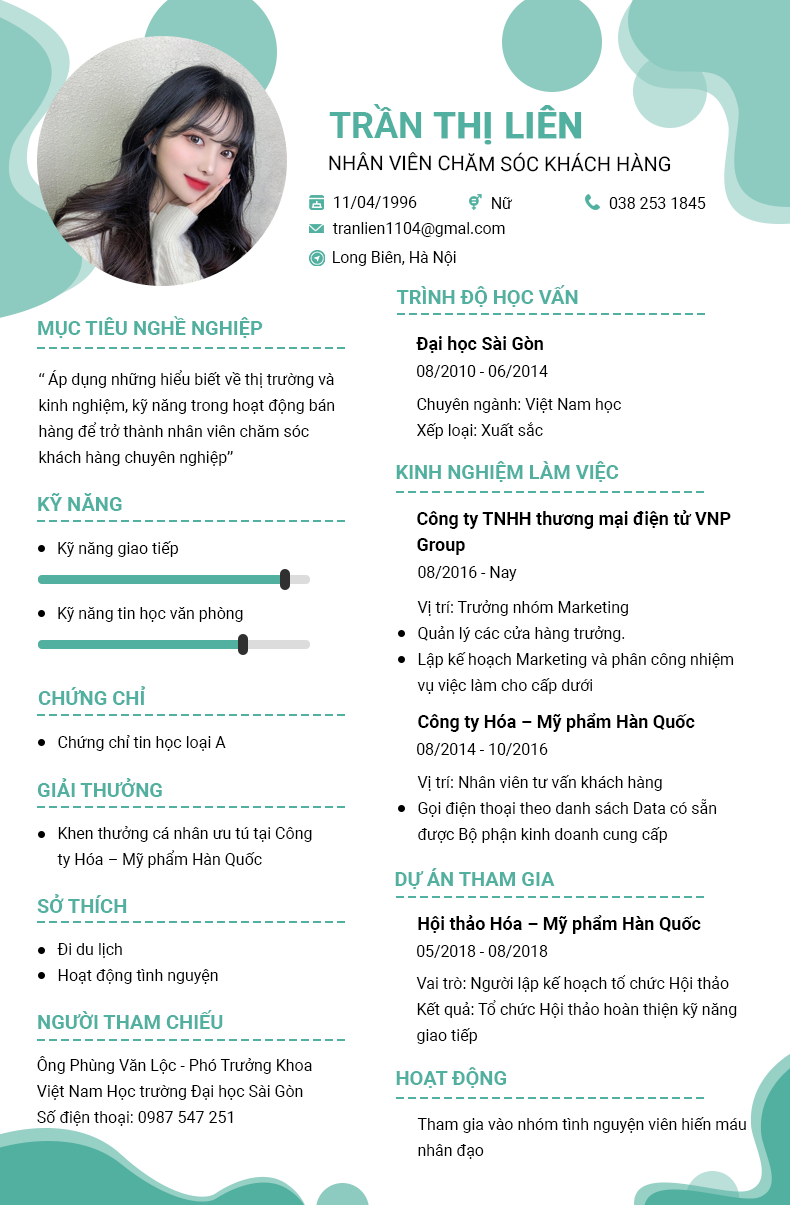 TRẦN THỊ LIÊN
NHÂN VIÊN CHĂM SÓC KHÁCH HÀNG
11/04/1996
Nữ
038 253 1845
tranlien1104@gmal.com
Long Biên, Hà Nội
MỤC TIÊU NGHỀ NGHIỆP
“ Áp dụng những hiểu biết về thị trường và
kinh nghiệm, kỹ năng trong hoạt động bán
hàng để trở thành nhân viên chăm sóc
khách hàng chuyên nghiệp”
KỸ NĂNG
Kỹ năng giao tiếp
Kỹ năng tin học văn phòng
CHỨNG CHỈ
Chứng chỉ tin học loại A
GIẢI THƯỞNG
Khen thưởng cá nhân ưu tú tại Công
ty Hóa – Mỹ phẩm Hàn Quốc
SỞ THÍCH
Đi du lịch
Hoạt động tình nguyện
NGƯỜI THAM CHIẾU
Ông Phùng Văn Lộc - Phó Trưởng Khoa
Việt Nam Học trường Đại học Sài Gòn
Số điện thoại: 0987 547 251
TRÌNH ĐỘ HỌC VẤN
Đại học Sài Gòn
08/2010 - 06/2014
Chuyên ngành: Việt Nam học
Xếp loại: Xuất sắc
KINH NGHIỆM LÀM VIỆC
Công ty TNHH thương mại điện tử VNP
Group
08/2016 - Nay
Vị trí: Trưởng nhóm Marketing
Quản lý các cửa hàng trưởng.
Lập kế hoạch Marketing và phân công nhiệm
vụ việc làm cho cấp dưới
Công ty Hóa – Mỹ phẩm Hàn Quốc
08/2014 - 10/2016
Vị trí: Nhân viên tư vấn khách hàng
Gọi điện thoại theo danh sách Data có sẵn
được Bộ phận kinh doanh cung cấp
DỰ ÁN THAM GIA
Hội thảo Hóa – Mỹ phẩm Hàn Quốc
05/2018 - 08/2018
Vai trò: Người lập kế hoạch tổ chức Hội thảo
Kết quả: Tổ chức Hội thảo hoàn thiện kỹ năng
giao tiếp
HOẠT ĐỘNG
Tham gia vào nhóm tình nguyện viên hiến máu
nhân đạo